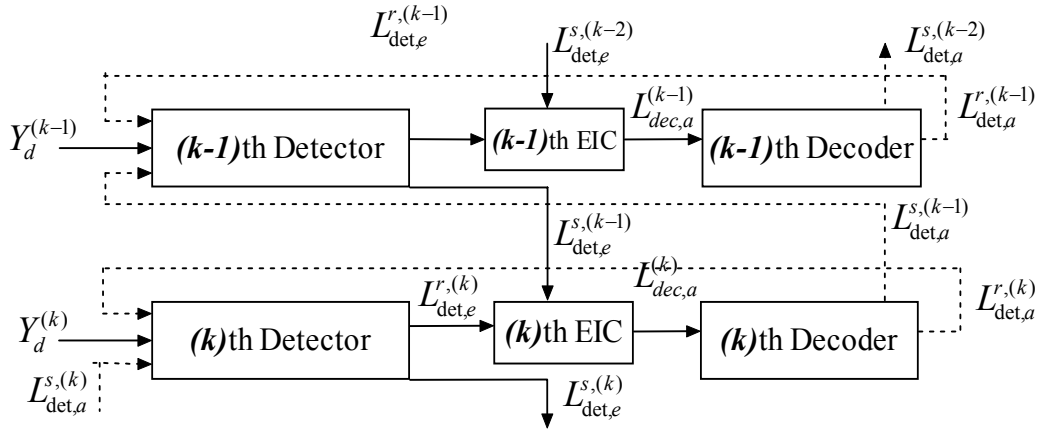 L_{det,e}^{r,(k-1)}
L_{det,e}^{s,(k-2)}
L_{det,a}^{s,(k-2)}
Y_d^{(k-1)}
(k-1)th Detector
(k-1)th EIC
L_{dec,a}^{(k-1)}
(k-1)th Decoder
L_{det,a}^{r,(k-1)}
L_{det,e}^{s,(k-1)}
L_{det,a}^{s,(k-1)}
Y_d^{(k)}
(k)th Detector
L_{det,e}^{r,(k)}
(k)th EIC
L_{dec,a}^{(k)}
(k)th Decoder
L_{det,a}^{r,(k)}
L_{det,a}^{s,(k)}
L_{det,e}^{s,(k)}